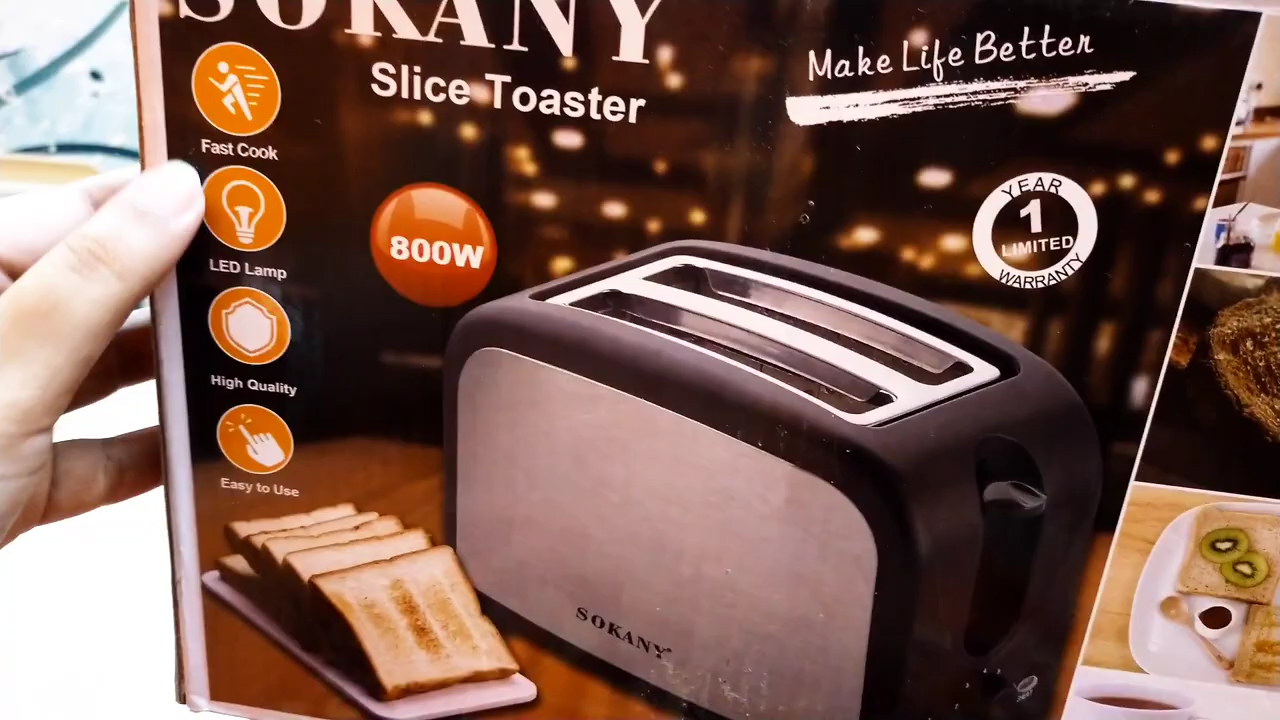 SOKANY
Slice Toaster
Make Life Better
Fast Cook
LED Lamp
High Quality
Easy to Use
800W
YEAR
1
LIMITED
WARRANTY
SOKANY